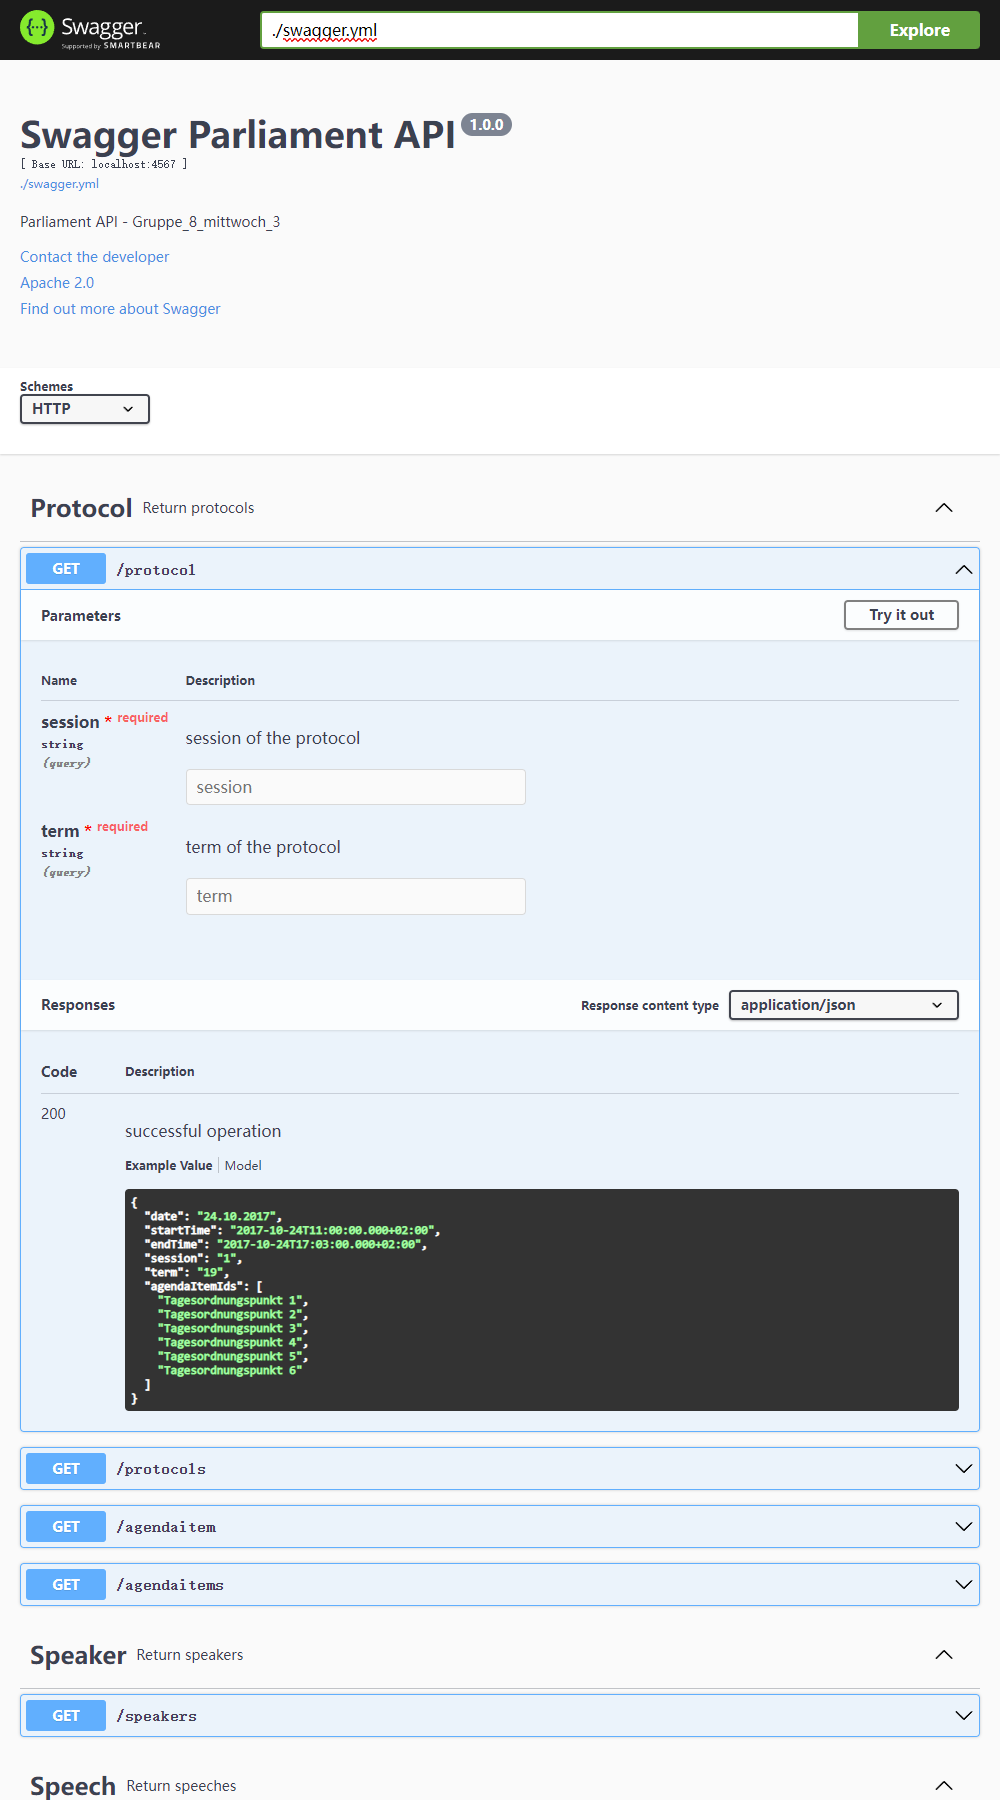 Swagger
Supported by SMARTBEAR
./swagger.yml
Explore
Swagger Parliament API 1.0.0
[ Base URL: localhost:4567 ]
./swagger.yml
Parliament API - Gruppe_8_mittwoch_3
Contact the developer
Apache 2.0
Find out more about Swagger
Schemes
HTTP
Protocol Return protocols
GET /protocol
Parameters Try it out
Name Description
session * required
string
(query)
session of the protocol
session
term * required
string
(query)
term of the protocol
term
Responses Response content type application/json
Code Description
200
successful operation
Example Value Model
{
  "date": "24.10.2017",
  "startTime": "2017-10-24T11:00:00.000+02:00",
  "endTime": "2017-10-24T17:03:00.000+02:00",
  "session": "1",
  "term": "19",
  "agendaItemIds": [
    "Tagesordnungspunkt 1",
    "Tagesordnungspunkt 2",
    "Tagesordnungspunkt 3",
    "Tagesordnungspunkt 4",
    "Tagesordnungspunkt 5",
    "Tagesordnungspunkt 6"
  ]
}
GET /protocols
GET /agendaitem
GET /agendaitems
Speaker Return speakers
GET /speakers
Speech Return speeches